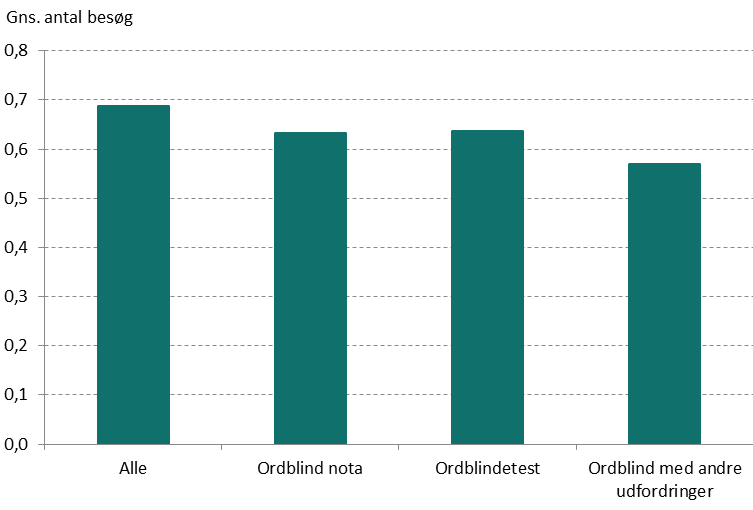 Gns. antal besøg
0,8
0,7
0,6
0,5
0,4
0,3
0,2
0,1
0,0
Alle
Ordblind nota
Ordblindetest
Ordblind med andre
udfordringer